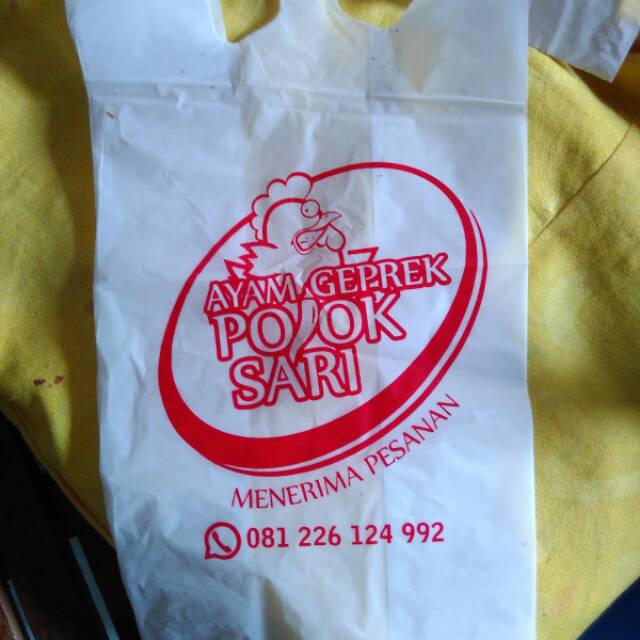 AYAM GEPREK
POJOK
SARI
MENERIMA PESANAN
081 226 124 992